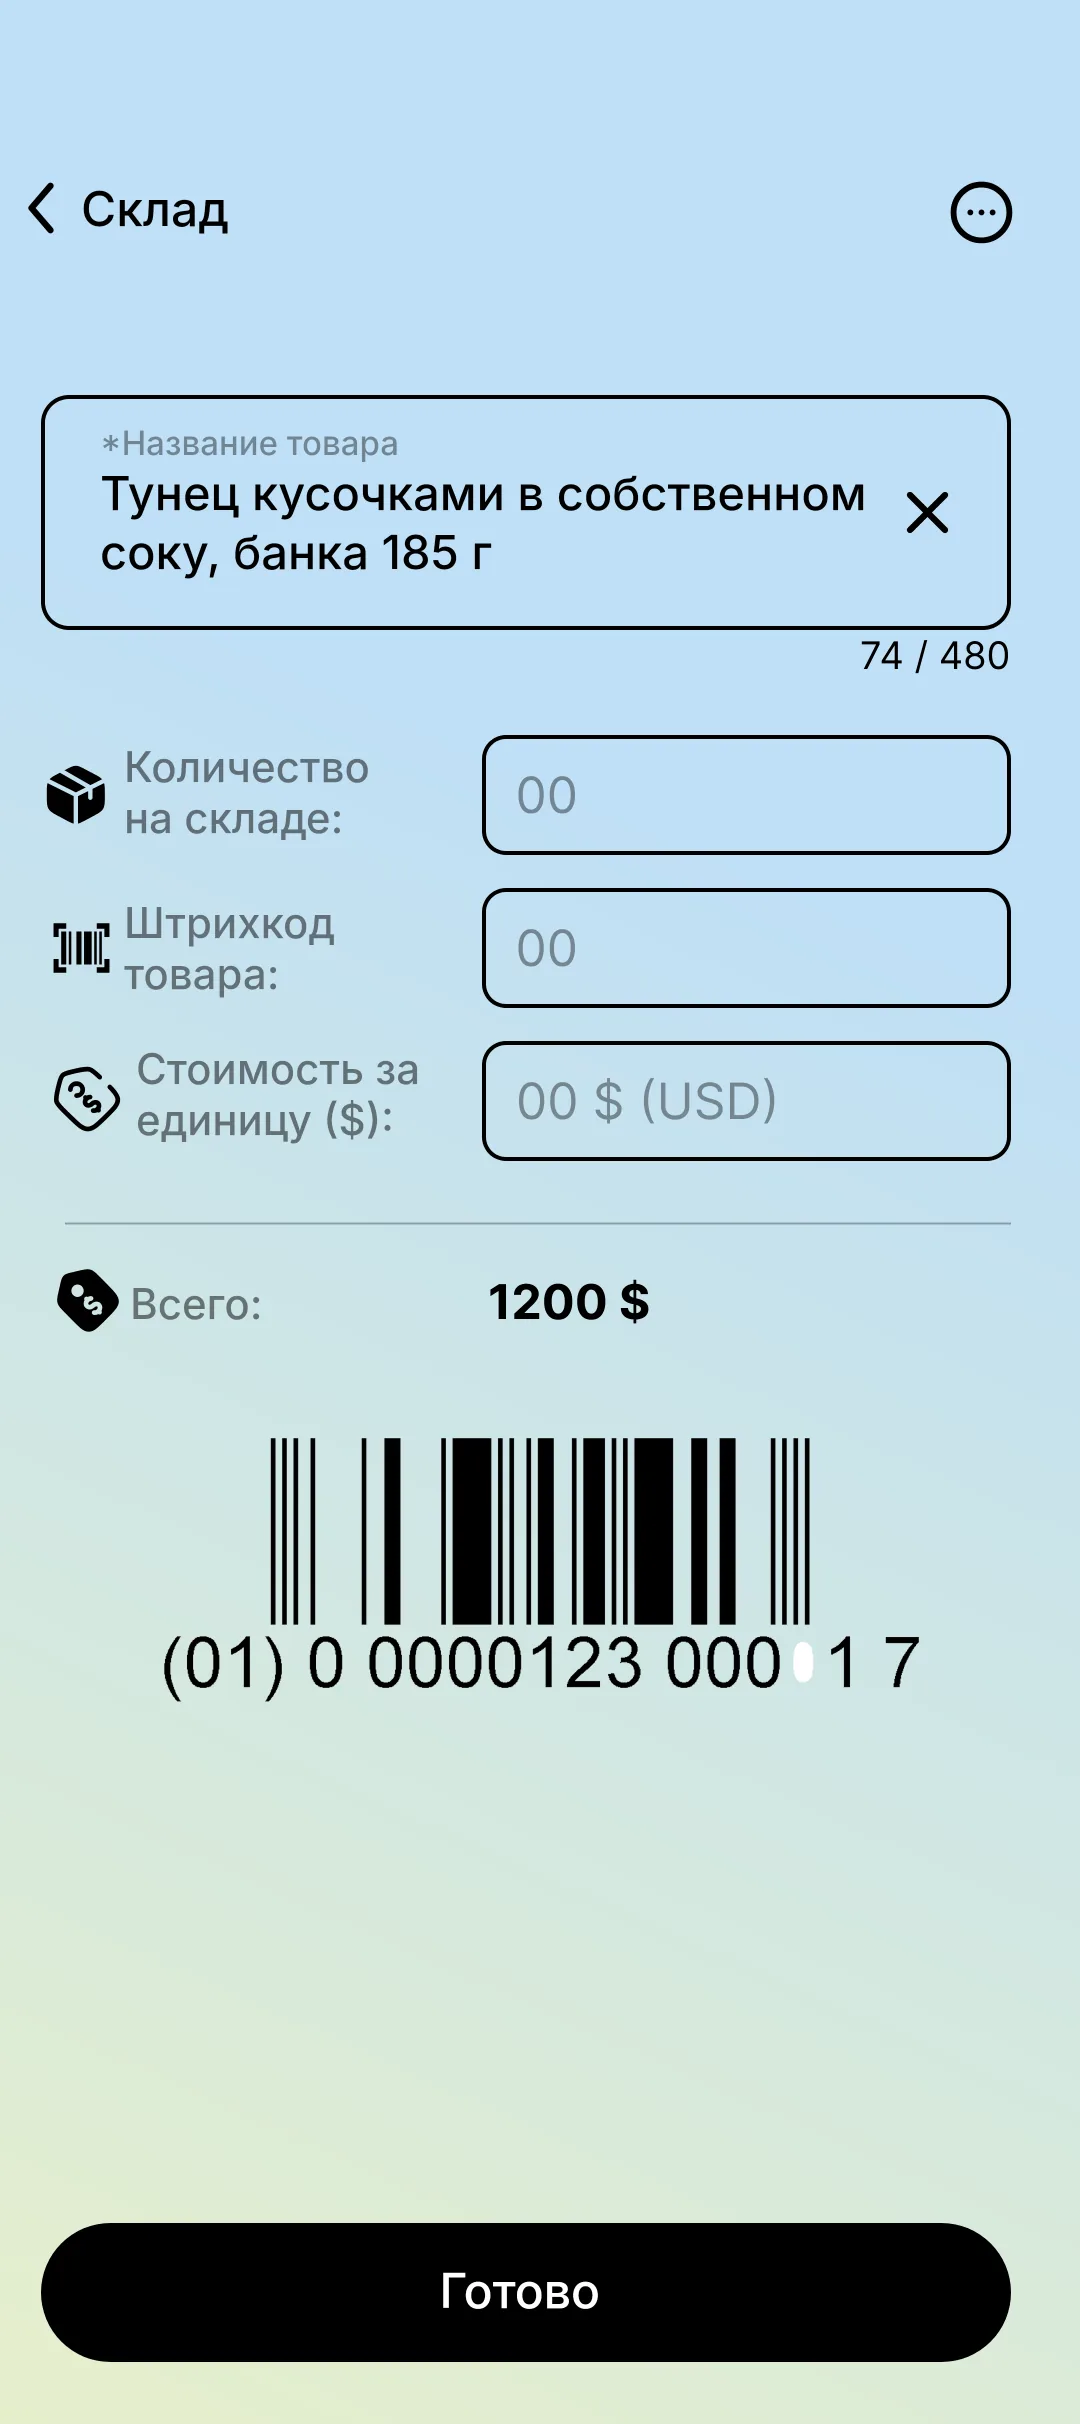 Склад
*Название товара
Тунец кусочками в собственном
соку, банка 185 г
74 / 480
Количество
на складе:
00
Штрихкод
товара:
00
Стоимость за
единицу ($):
00 $ (USD)
Всего:
1200 $
(01) 0 0000123 000 1 7
Готово